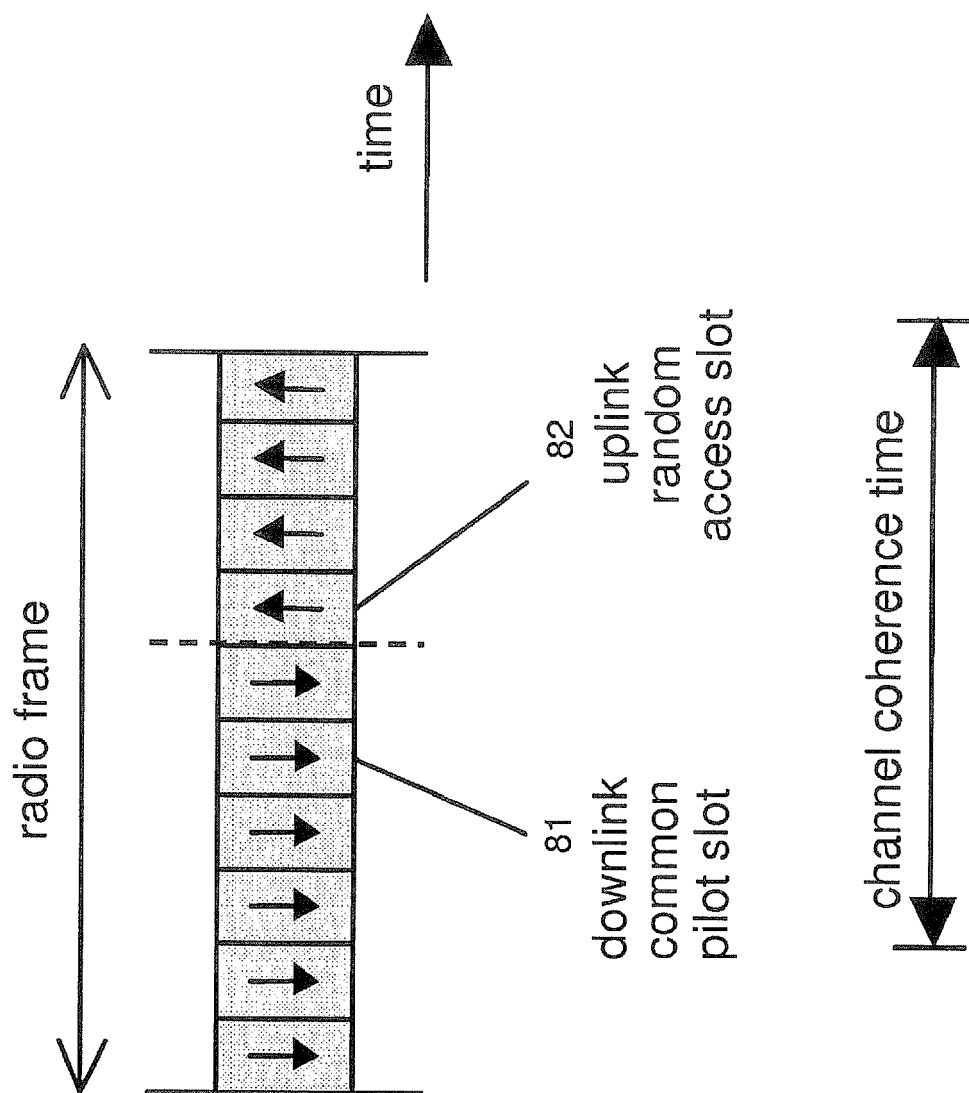 radio frame
time
82
uplink
random
access slot
81
downlink
common
pilot slot
channel coherence time